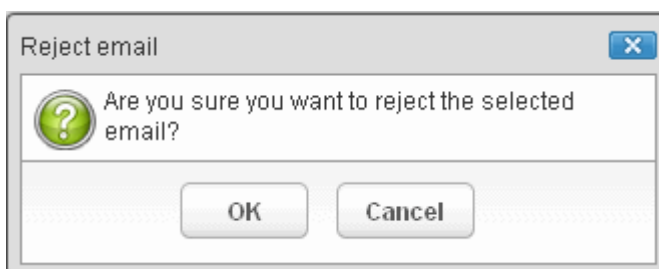 Reject email
Are you sure you want to reject the selected
email?
OK
Cancel